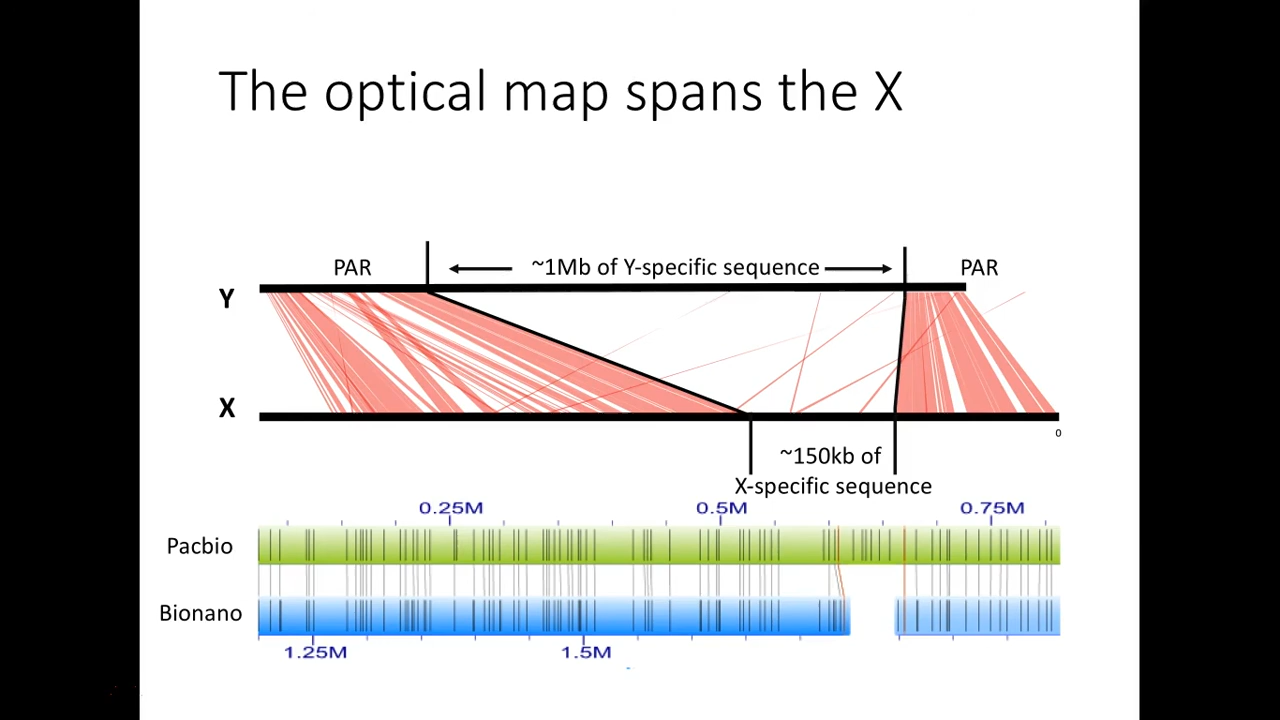 The optical map spans the X
PAR
~1Mb of Y-specific sequence
PAR
Y
X
0
~150kb of
X-specific sequence
0.25M
0.5M
0.75M
Pacbio
Bionano
1.25M
1.5M